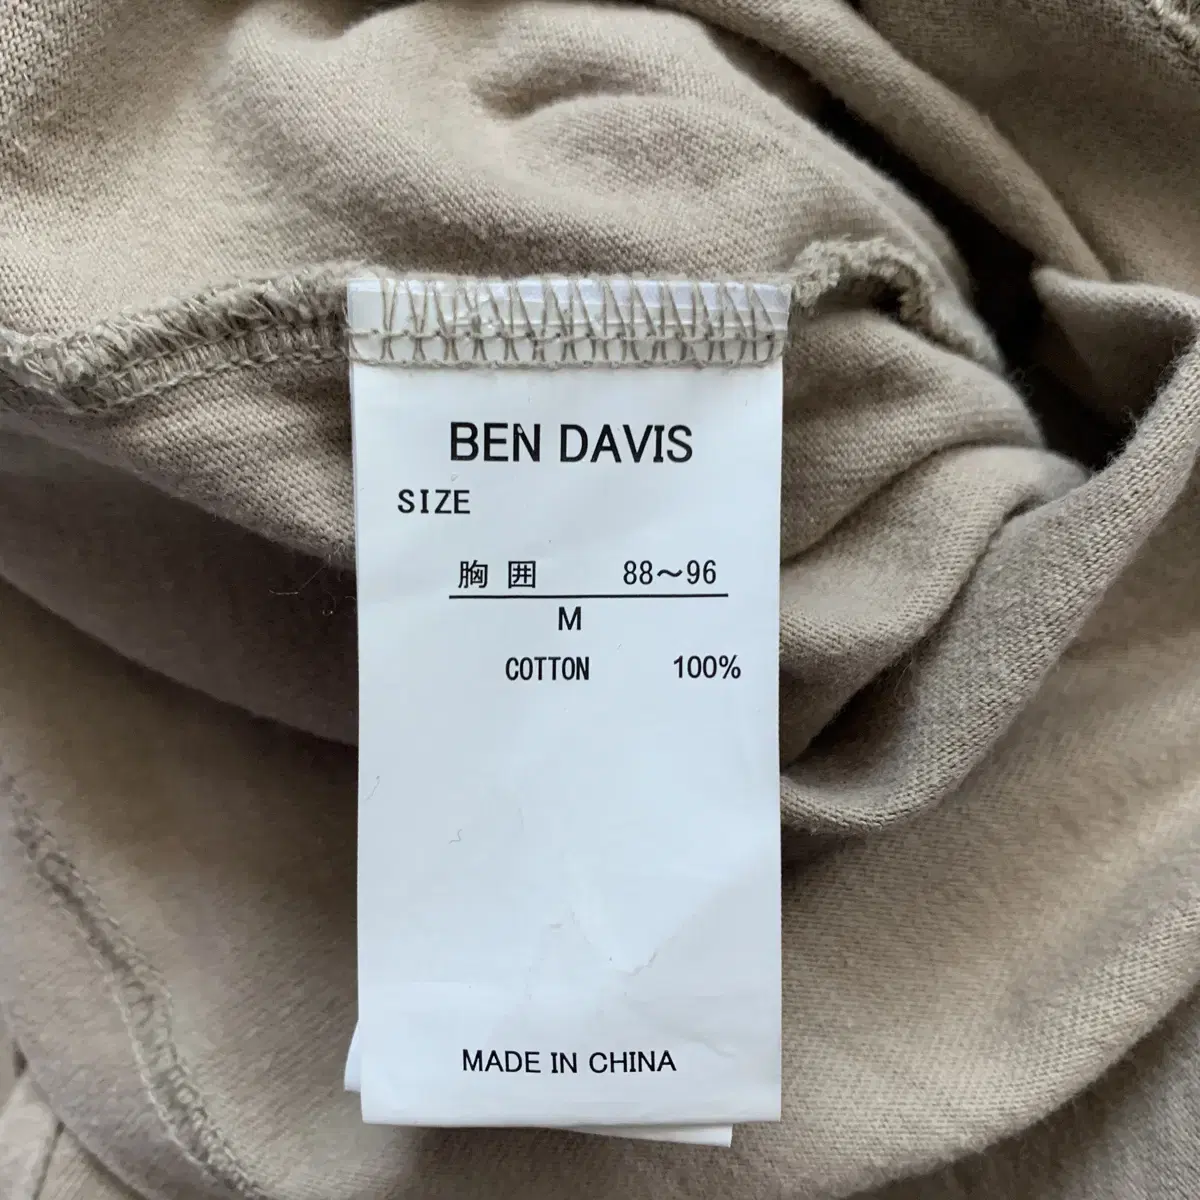 BEN DAVIS
SIZE
胸 囲 88～96
M
COTTON 100%
MADE IN CHINA